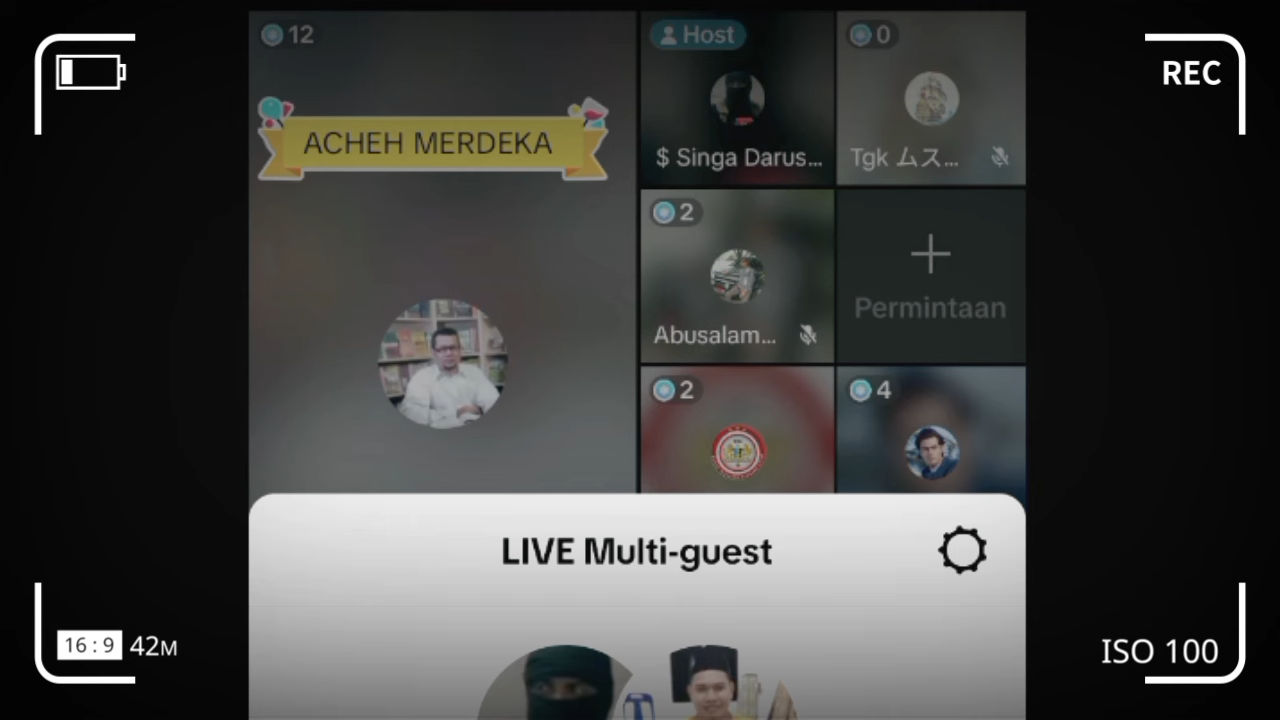 REC
12
ACHEH MERDEKA
Host
$ Singa Darus...
0
Tgk ムス...
2
Abusalam...
Permintaan
2
4
LIVE Multi-guest
16:9 42M
ISO 100